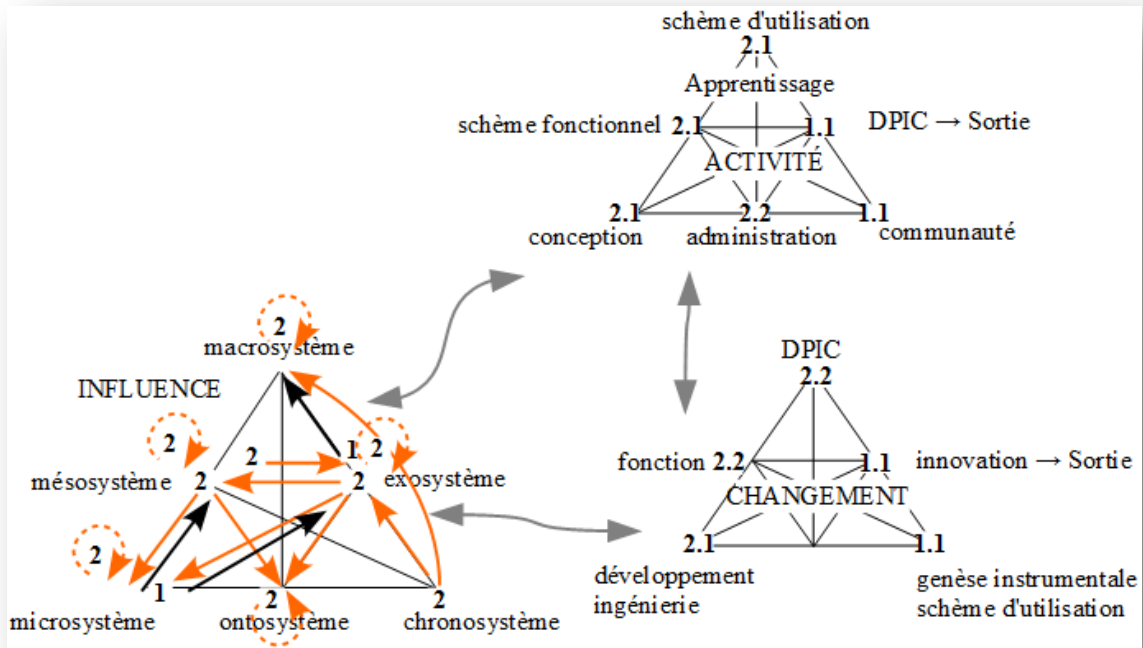 schème d'utilisation
2.1
Apprentissage
schème fonctionnel 2.1 1.1 DPIC → Sortie
ACTIVITÉ
2.1 2.2 1.1
conception administration communauté
2
macrosystème
INFLUENCE
2 2 1 2
mésosystème 2 2 exosystème
2
1 2 2
microsystème ontosystème chronosystème
DPIC
2.2
fonction 2.2 1.1 innovation → Sortie
CHANGEMENT
2.1 1.1
développement
ingénierie
genèse instrumentale
schème d'utilisation